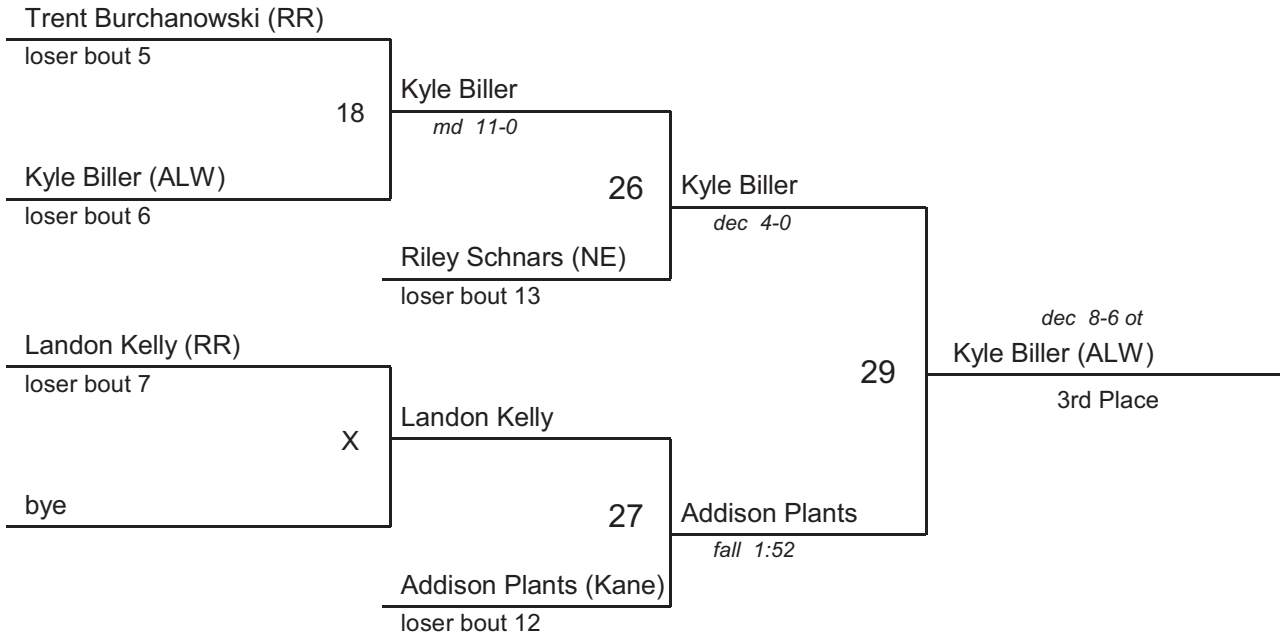 Trent Burchanowski (RR)
loser bout 5
18
Kyle Biller
md 11-0
Kyle Biller (ALW)
loser bout 6
26
Kyle Biller
dec 4-0
Riley Schnars (NE)
loser bout 13
Landon Kelly (RR)
loser bout 7
29
dec 8-6 ot
Kyle Biller (ALW)
3rd Place
X
Landon Kelly
bye
27
Addison Plants
fall 1:52
Addison Plants (Kane)
loser bout 12